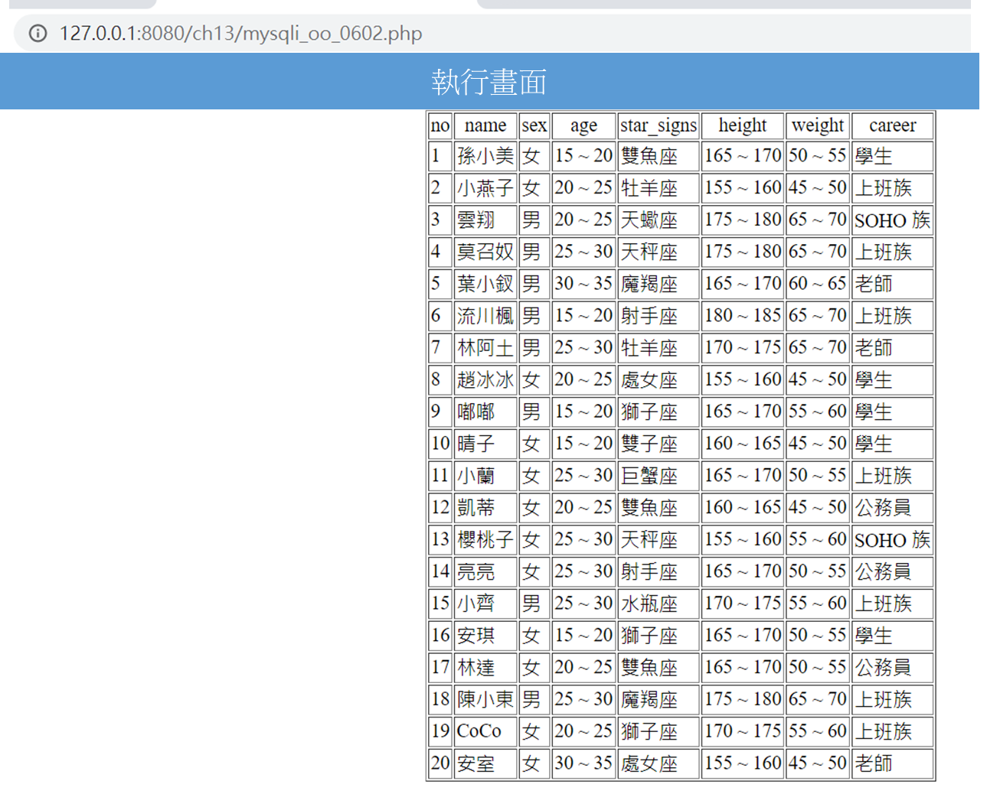 127.0.0.1:8080/ch13/mysqli_oo_0602.php
執行畫面
no name sex age star_signs height weight career
1 孫小美 女 15 ~ 20 雙魚座 165 ~ 170 50 ~ 55 學生
2 小燕子 女 20 ~ 25 牡羊座 155 ~ 160 45 ~ 50 上班族
3 雲翔 男 20 ~ 25 天蠍座 175 ~ 180 65 ~ 70 SOHO 族
4 莫召奴 男 25 ~ 30 天秤座 175 ~ 180 65 ~ 70 上班族
5 葉小釵 男 30 ~ 35 魔羯座 165 ~ 170 60 ~ 65 老師
6 流川楓 男 15 ~ 20 射手座 180 ~ 185 65 ~ 70 上班族
7 林阿土 男 25 ~ 30 牡羊座 170 ~ 175 65 ~ 70 老師
8 趙冰冰 女 20 ~ 25 處女座 155 ~ 160 45 ~ 50 學生
9 嘟嘟 男 15 ~ 20 獅子座 165 ~ 170 55 ~ 60 學生
10 晴子 女 15 ~ 20 雙子座 160 ~ 165 45 ~ 50 學生
11 小蘭 女 25 ~ 30 巨蟹座 165 ~ 170 50 ~ 55 上班族
12 凱蒂 女 20 ~ 25 雙魚座 160 ~ 165 45 ~ 50 公務員
13 櫻桃子 女 25 ~ 30 天秤座 155 ~ 160 55 ~ 60 SOHO 族
14 亮亮 女 25 ~ 30 射手座 165 ~ 170 50 ~ 55 公務員
15 小齊 男 25 ~ 30 水瓶座 170 ~ 175 55 ~ 60 上班族
16 安琪 女 15 ~ 20 獅子座 165 ~ 170 50 ~ 55 學生
17 林達 女 20 ~ 25 雙魚座 165 ~ 170 50 ~ 55 公務員
18 陳小東 男 25 ~ 30 魔羯座 175 ~ 180 65 ~ 70 上班族
19 CoCo 女 20 ~ 25 獅子座 170 ~ 175 55 ~ 60 上班族
20 安室 女 30 ~ 35 處女座 155 ~ 160 45 ~ 50 老師